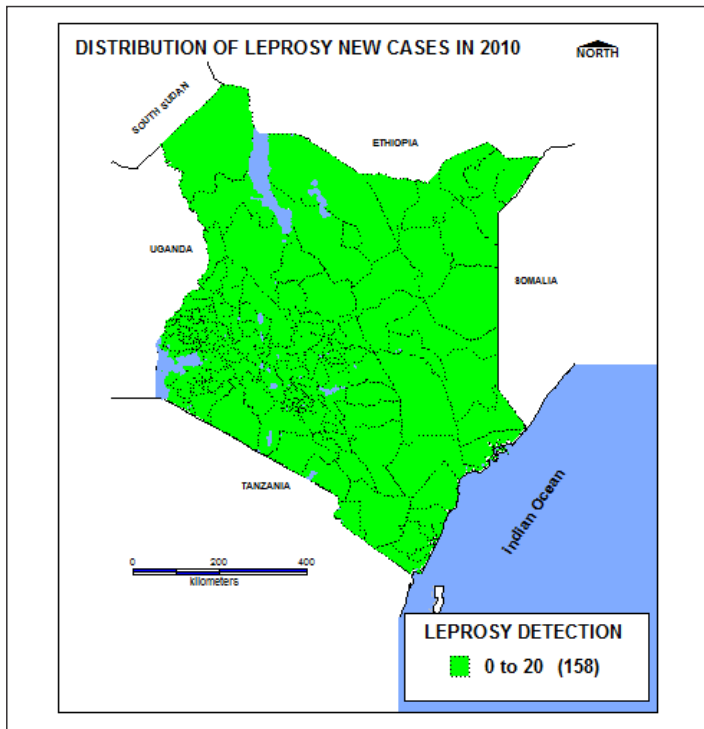 DISTRIBUTION OF LEPROSY NEW CASES IN 2010
NORTH
SOUTH SUDAN
ETHIOPIA
UGANDA
SOMALIA
TANZANIA
Indian Ocean
0 200 400
kilometers
LEPROSY DETECTION
0 to 20 (158)